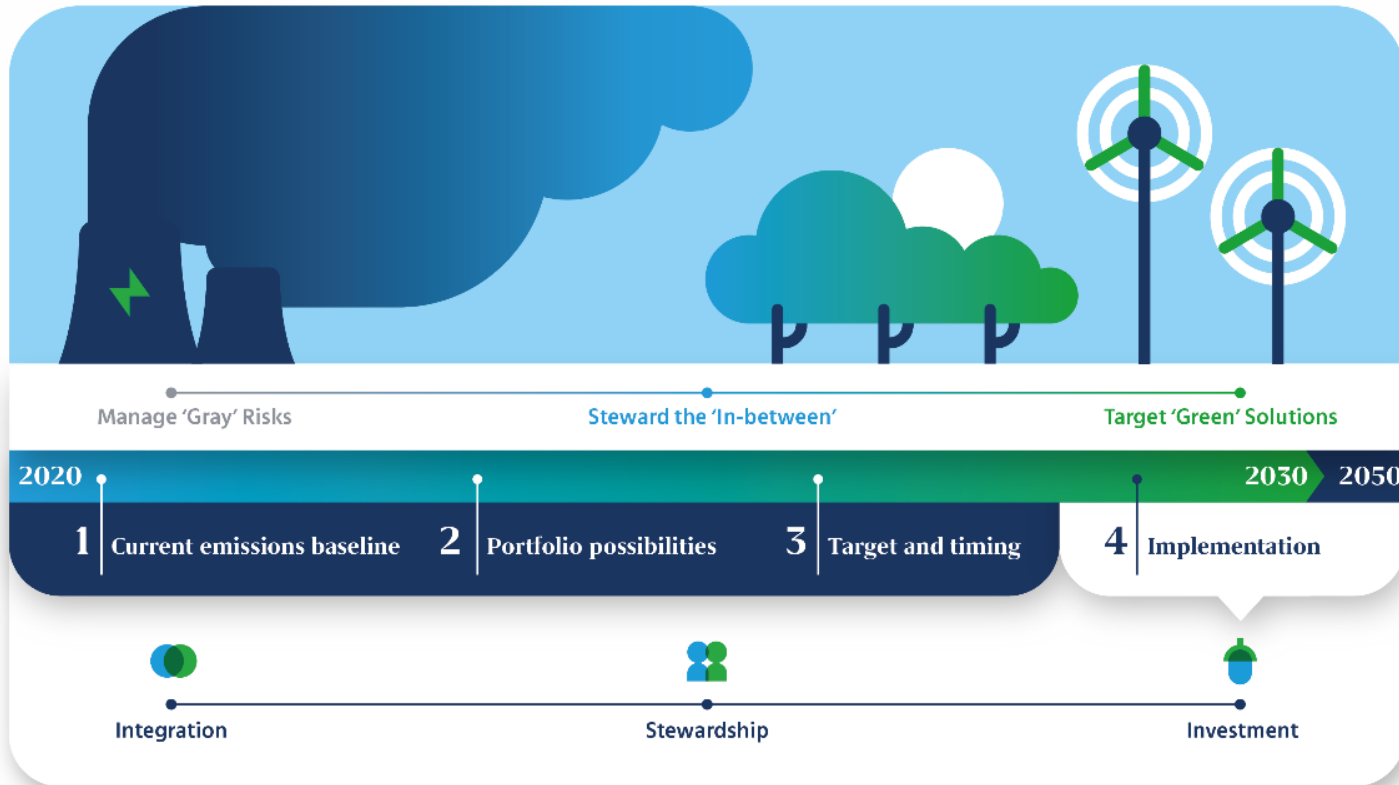 Manage ‘Gray’ Risks
Steward the ‘In-between’
Target ‘Green’ Solutions
2020
2030
2050
1 Current emissions baseline
2 Portfolio possibilities
3 Target and timing
4 Implementation
Integration
Stewardship
Investment